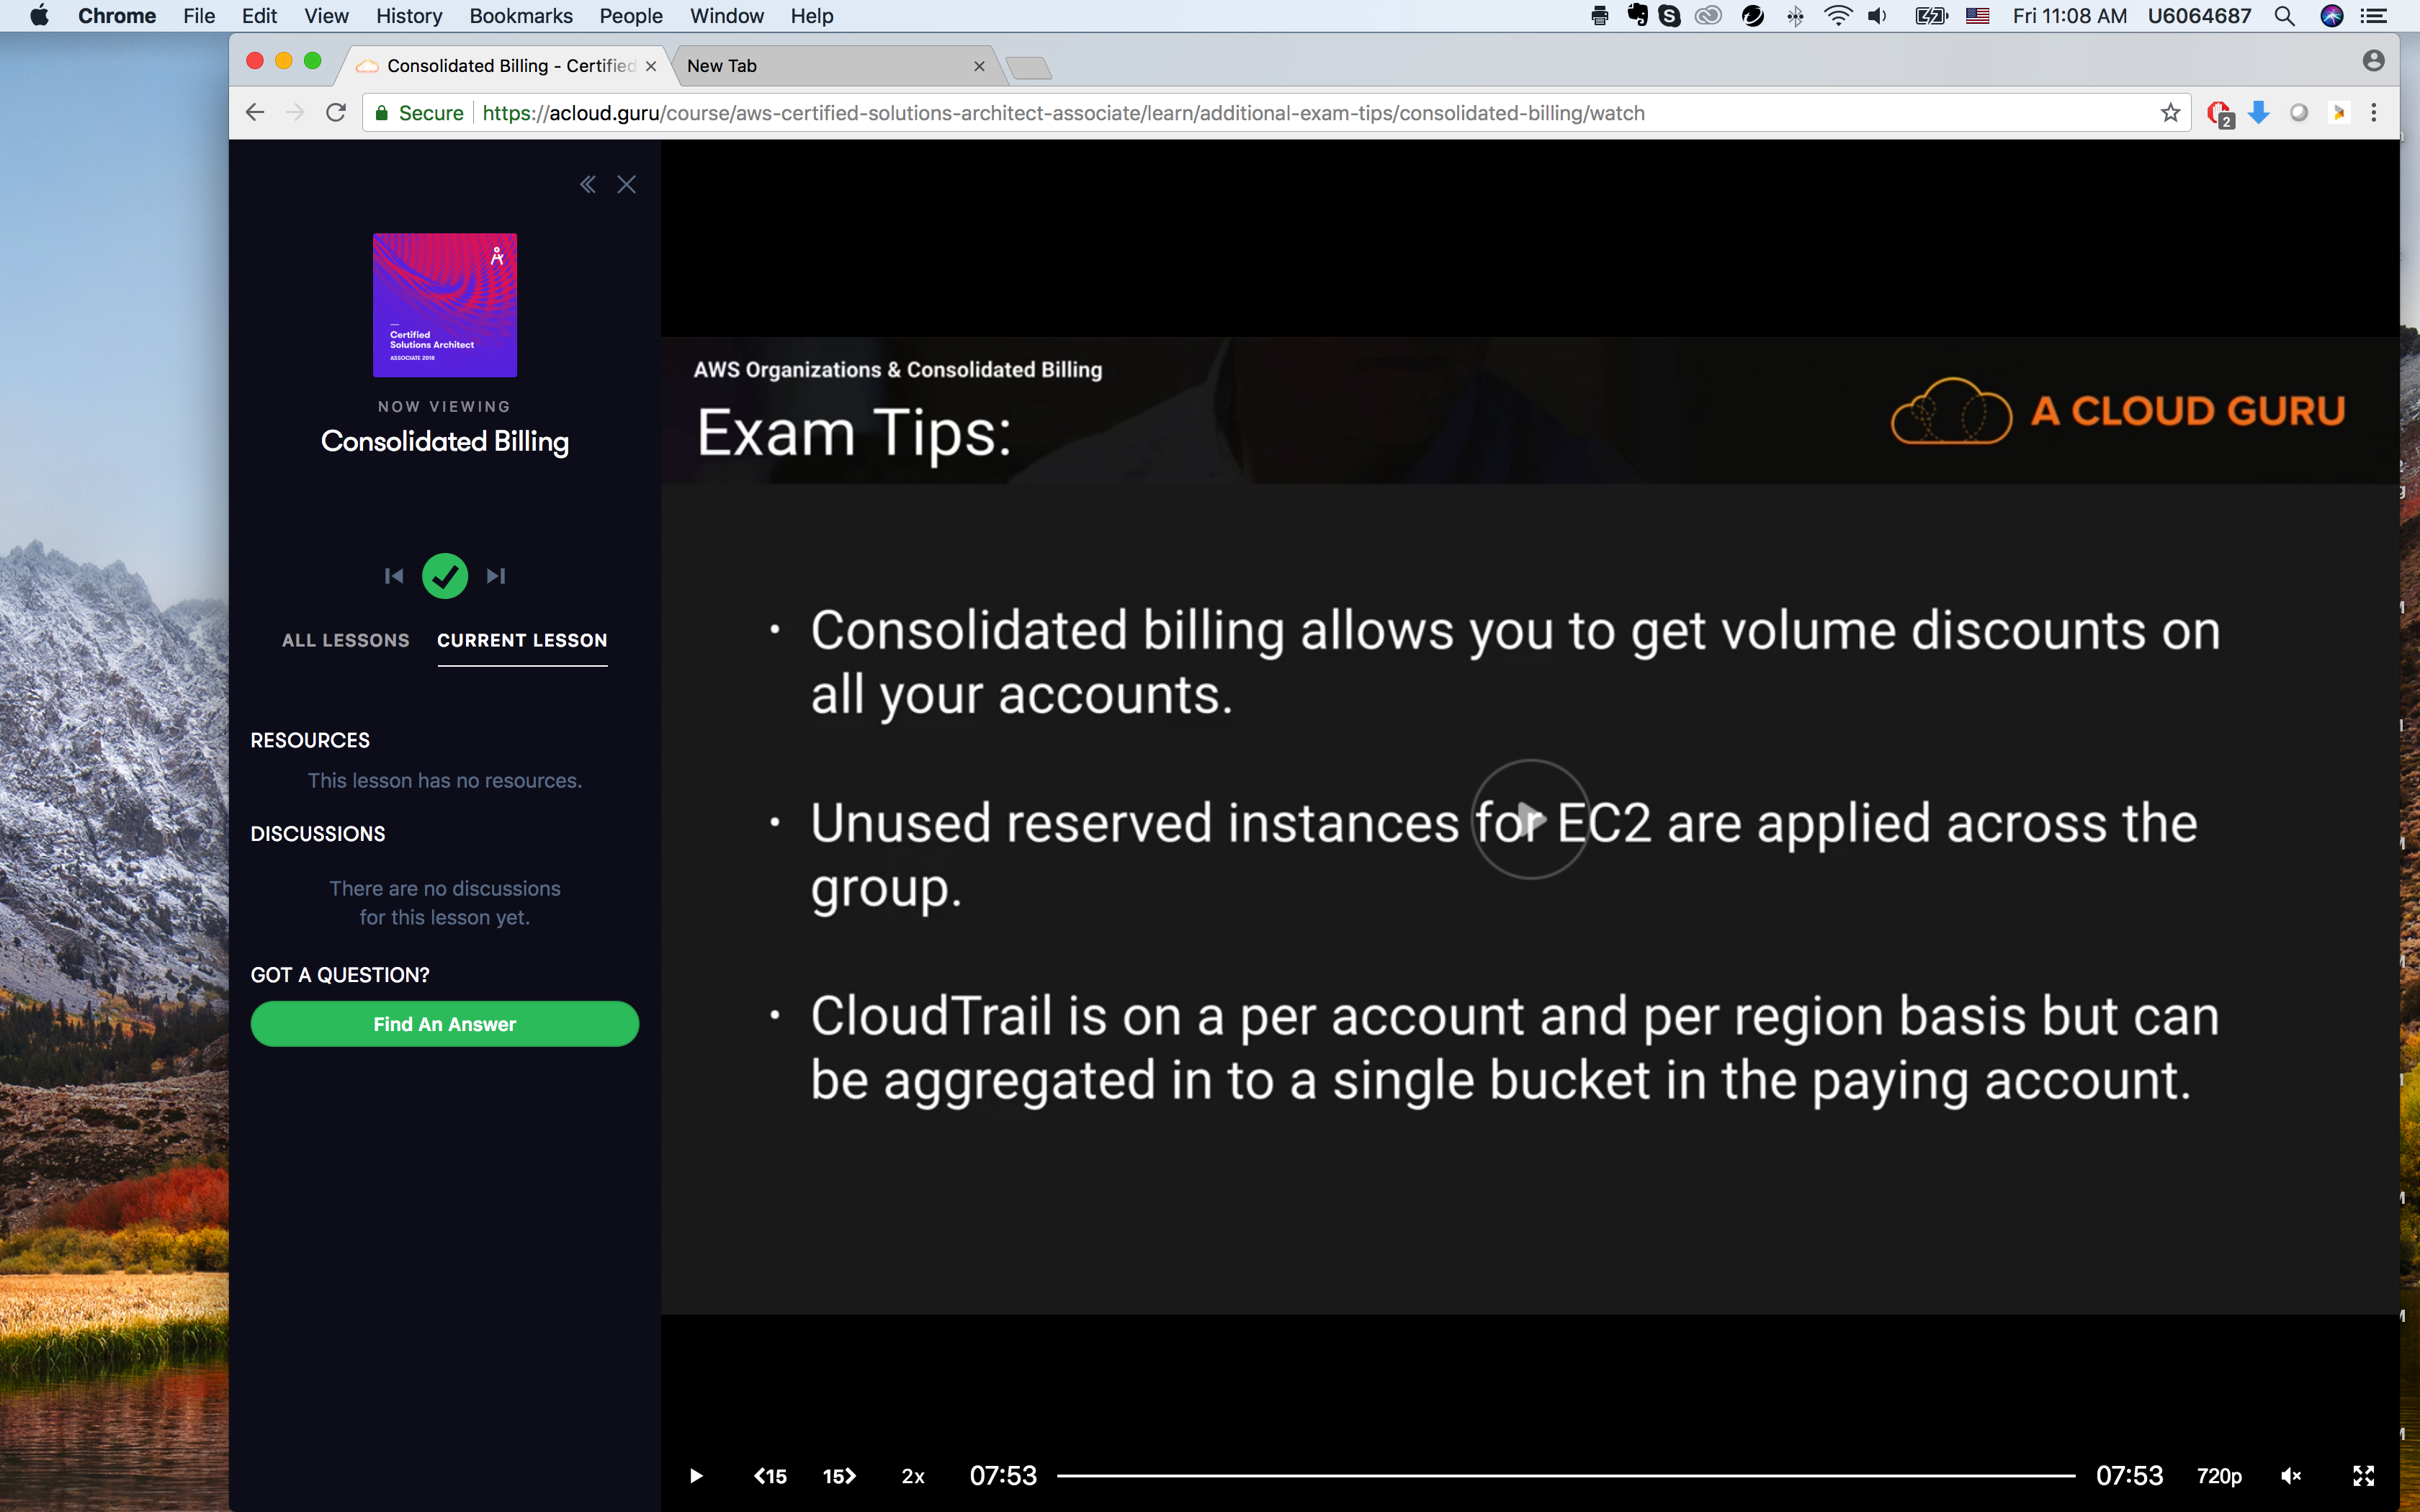 Chrome File Edit View History Bookmarks People Window Help
Fri 11:08 AM U6064687
Consolidated Billing - Certified
New Tab
Secure
https://acloud.guru/course/aws-certified-solutions-architect-associate/learn/additional-exam-tips/consolidated-billing/watch
2
Certified
Solutions Architect
ASSOCIATE 2018
NOW VIEWING
Consolidated Billing
ALL LESSONS CURRENT LESSON
RESOURCES
This lesson has no resources.
DISCUSSIONS
There are no discussions
for this lesson yet.
GOT A QUESTION?
Find An Answer
AWS Organizations & Consolidated Billing
Exam Tips:
A CLOUD GURU
• Consolidated billing allows you to get volume discounts on
all your accounts.
• Unused reserved instances for EC2 are applied across the
group.
• CloudTrail is on a per account and per region basis but can
be aggregated in to a single bucket in the paying account.
15 15 2x 07:53 07:53 720p